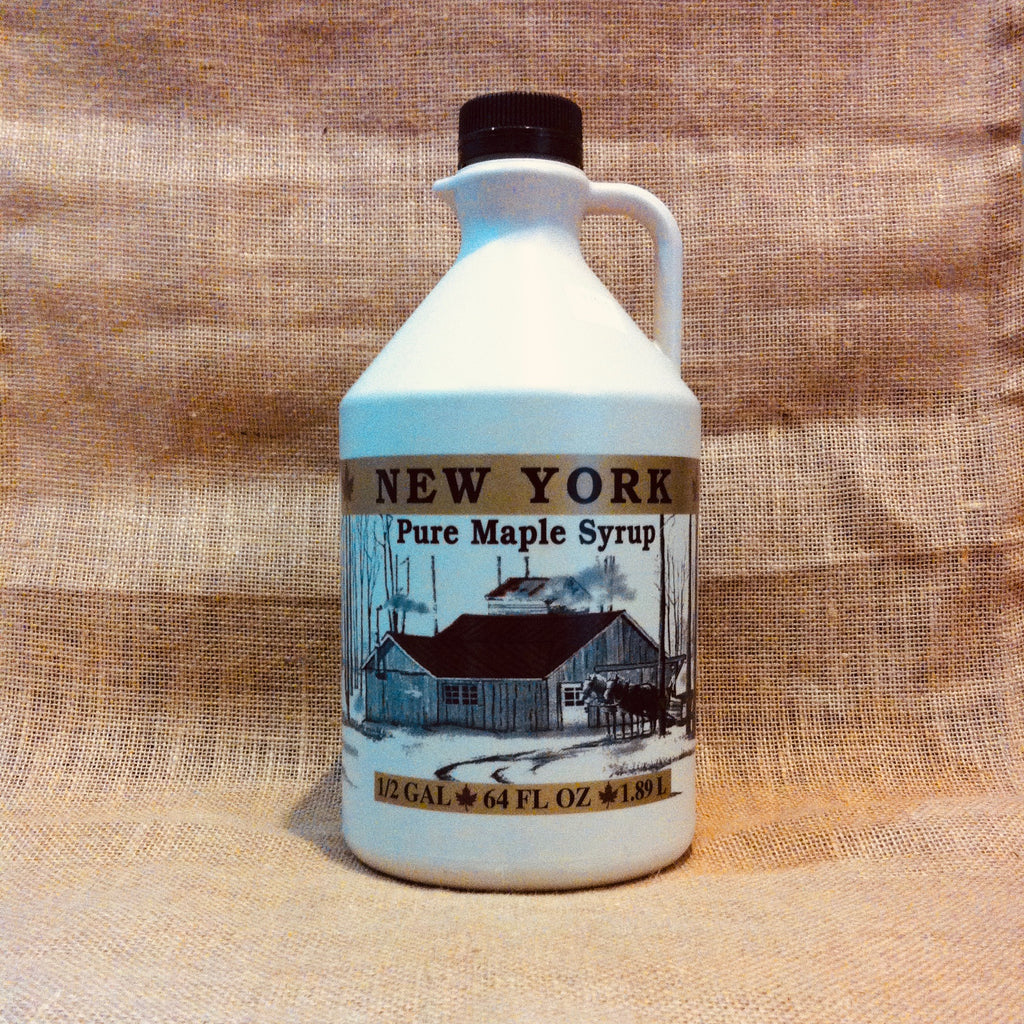 NEW YORK
Pure Maple Syrup
1/2 GAL 64 FL OZ 1.89 L